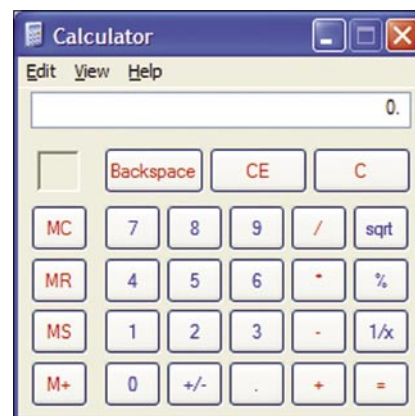 Calculator
Edit View Help
0.
Backspace CE C
MC 7 8 9 / sqrt
MR 4 5 6 * %
MS 1 2 3 - 1/x
M+ 0 +/- . + =